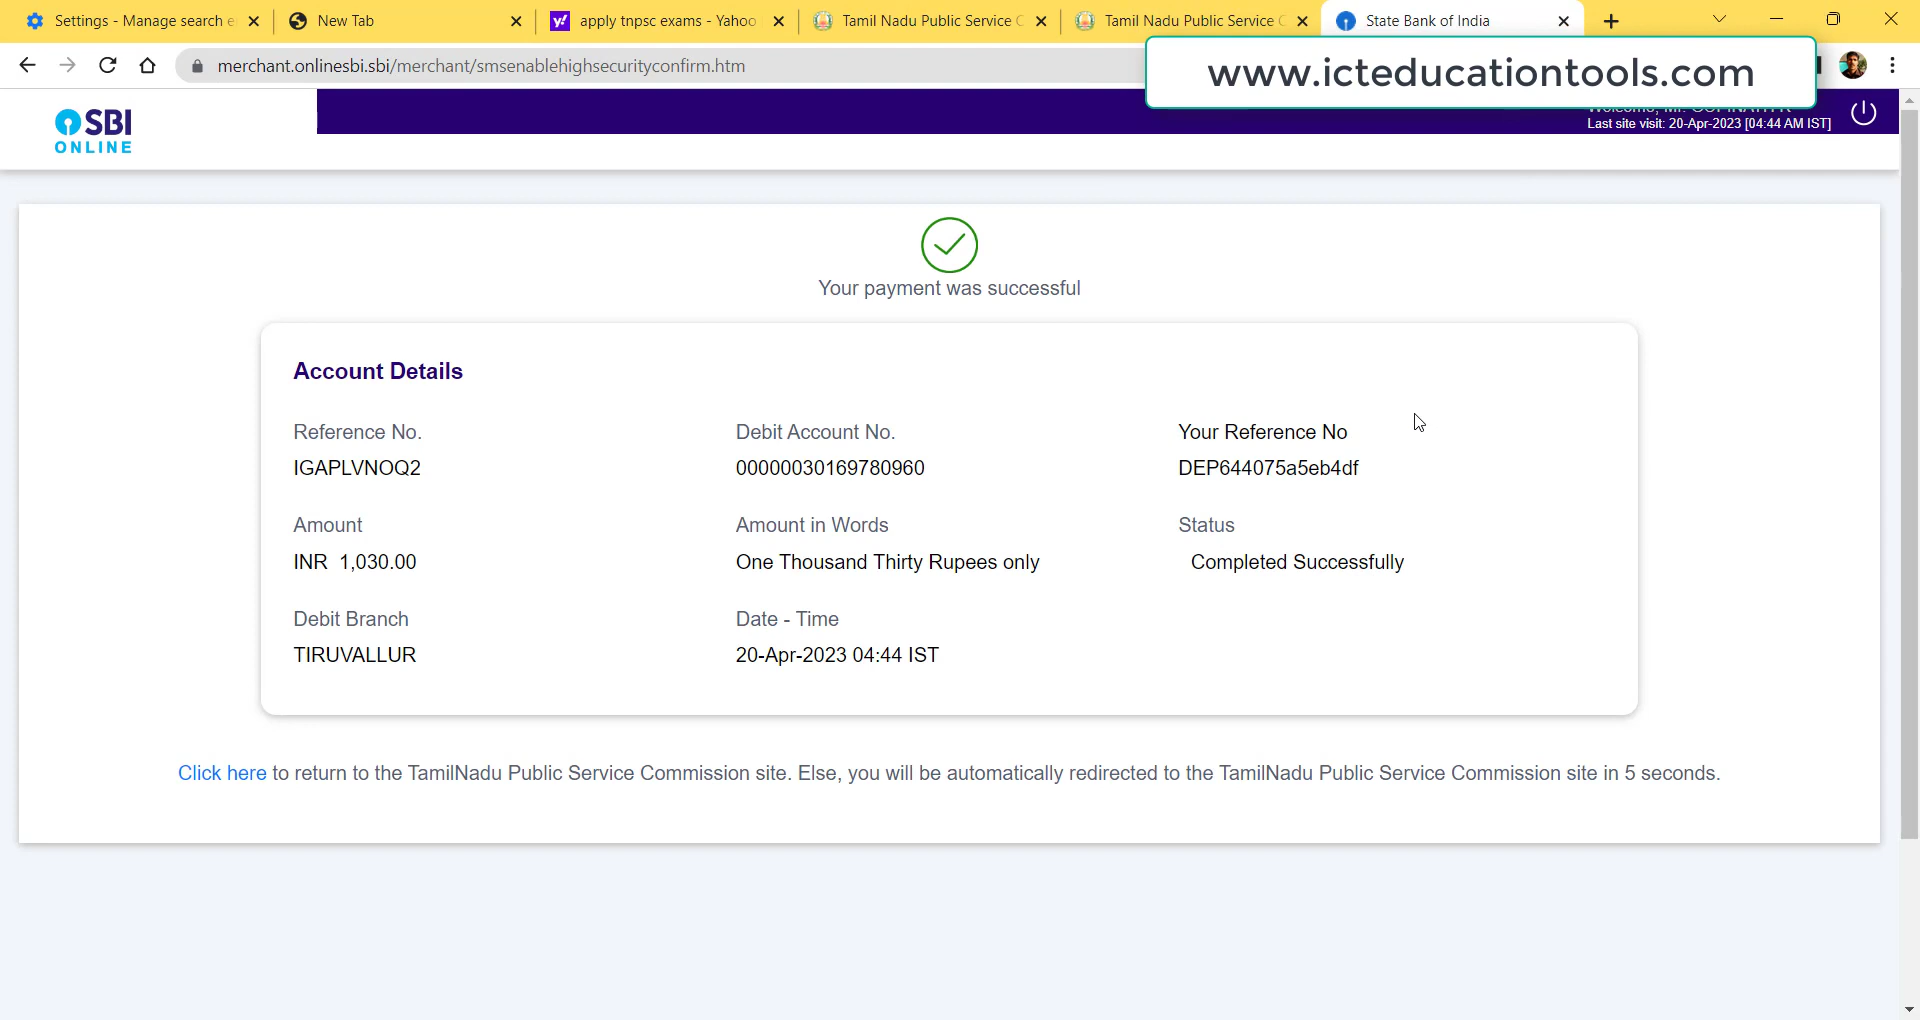 Settings - Manage search e
New Tab
apply tnpsc exams - Yahoo
Tamil Nadu Public Service C
Tamil Nadu Public Service C
State Bank of India
merchant.onlinesbi.sbi/merchant/smsenablehighsecurityconfirm.htm
www.icteducationtools.com
SBI
ONLINE
Last site visit: 20-Apr-2023 [04:44 AM IST]
Your payment was successful
Account Details
Reference No. Debit Account No. Your Reference No
IGAPLVNOQ2 00000030169780960 DEP644075a5eb4df
Amount Amount in Words Status
INR 1,030.00 One Thousand Thirty Rupees only Completed Successfully
Debit Branch Date - Time
TIRUVALLUR 20-Apr-2023 04:44 IST
Click here to return to the TamilNadu Public Service Commission site. Else, you will be automatically redirected to the TamilNadu Public Service Commission site in 5 seconds.